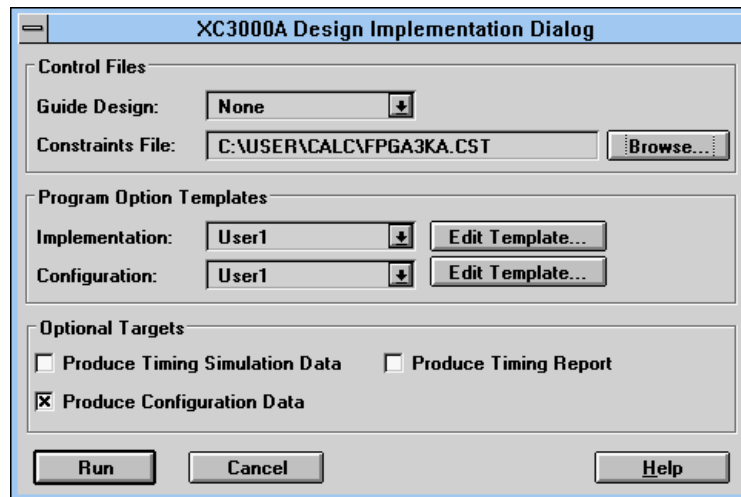 XC3000A Design Implementation Dialog
Control Files
Guide Design: None
Constraints File: C:\USER\CALC\FPGA3KA.CST Browse...
Program Option Templates
Implementation: User1 Edit Template...
Configuration: User1 Edit Template...
Optional Targets
Produce Timing Simulation Data Produce Timing Report
Produce Configuration Data
Run Cancel Help